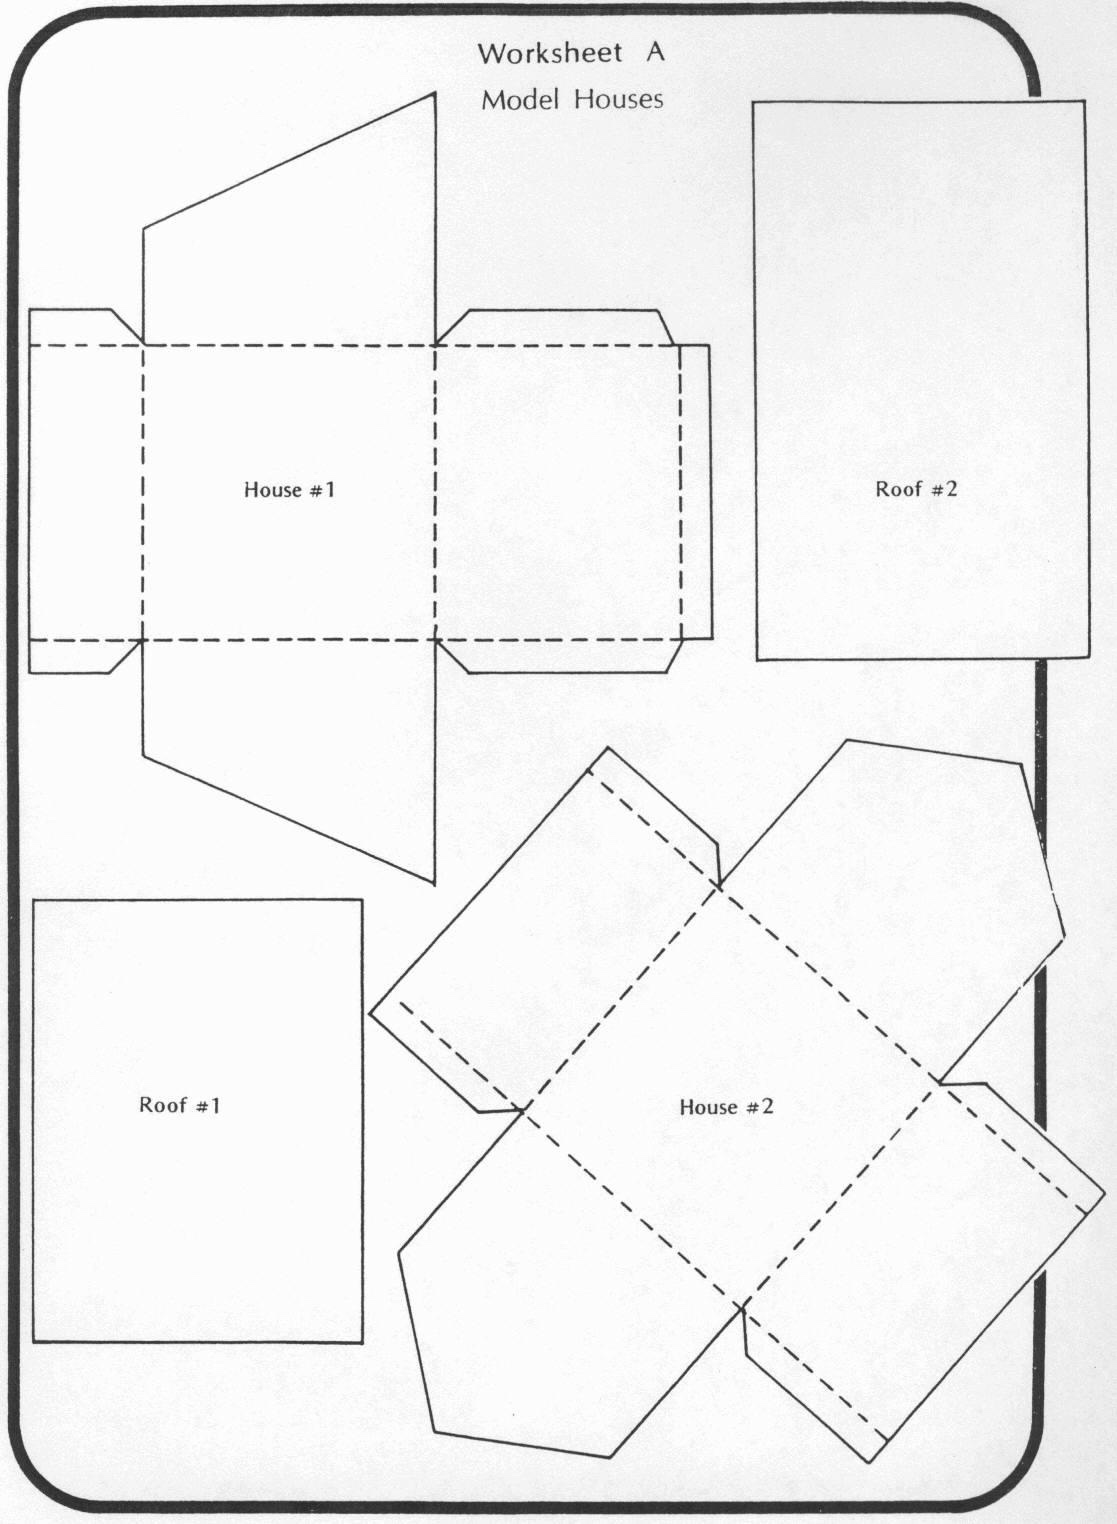 Worksheet A
Model Houses
House #1
Roof #2
Roof #1
House #2